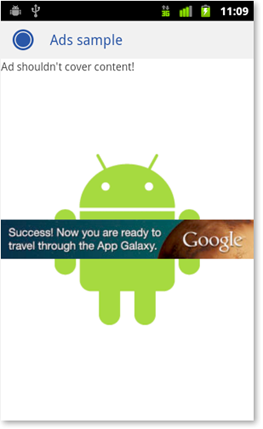 11:09
Ads sample
Ad shouldn't cover content!
Success! Now you are ready to
travel through the App Galaxy.
Google